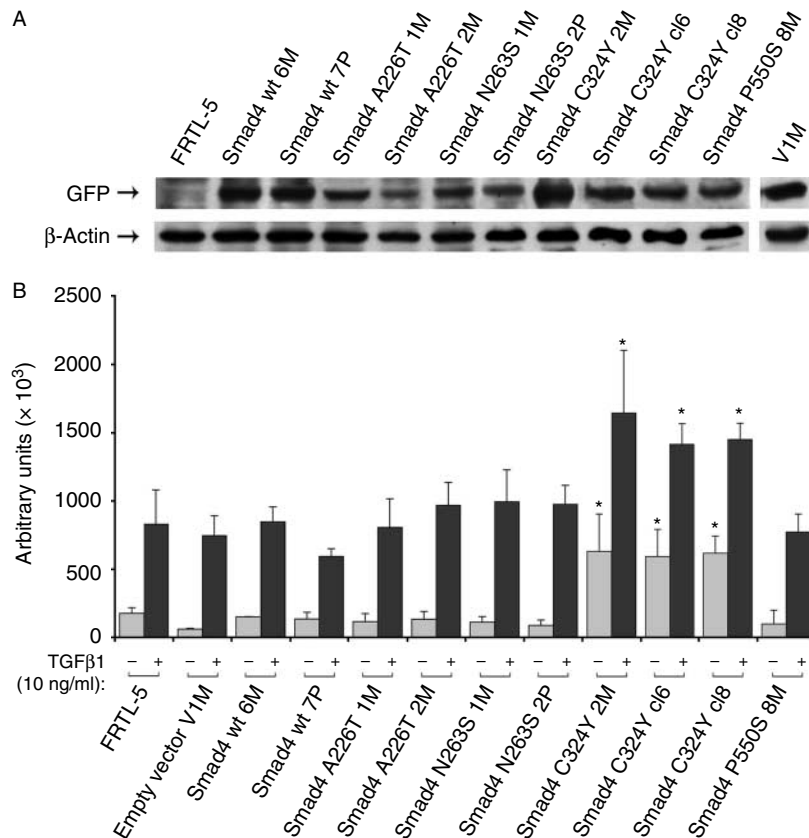 A
FRTL-5
Smad4 wt 6M
Smad4 wt 7P
Smad4 A226T 1M
Smad4 A226T 2M
Smad4 N263S 1M
Smad4 N263S 2P
Smad4 C324Y 2M
Smad4 C324Y cl6
Smad4 C324Y cl8
Smad4 P550S 8M
V1M
GFP →
β-Actin →
B
Arbitrary units (× 10³)
2500
2000
1500
1000
500
0
* * * * * *
TGFβ1 − + − + − + − + − + − + − + − + − + − + − + − +
(10 ng/ml):
FRTL-5
Empty vector V1M
Smad4 wt 6M
Smad4 wt 7P
Smad4 A226T 1M
Smad4 A226T 2M
Smad4 N263S 1M
Smad4 N263S 2P
Smad4 C324Y 2M
Smad4 C324Y cl6
Smad4 C324Y cl8
Smad4 P550S 8M